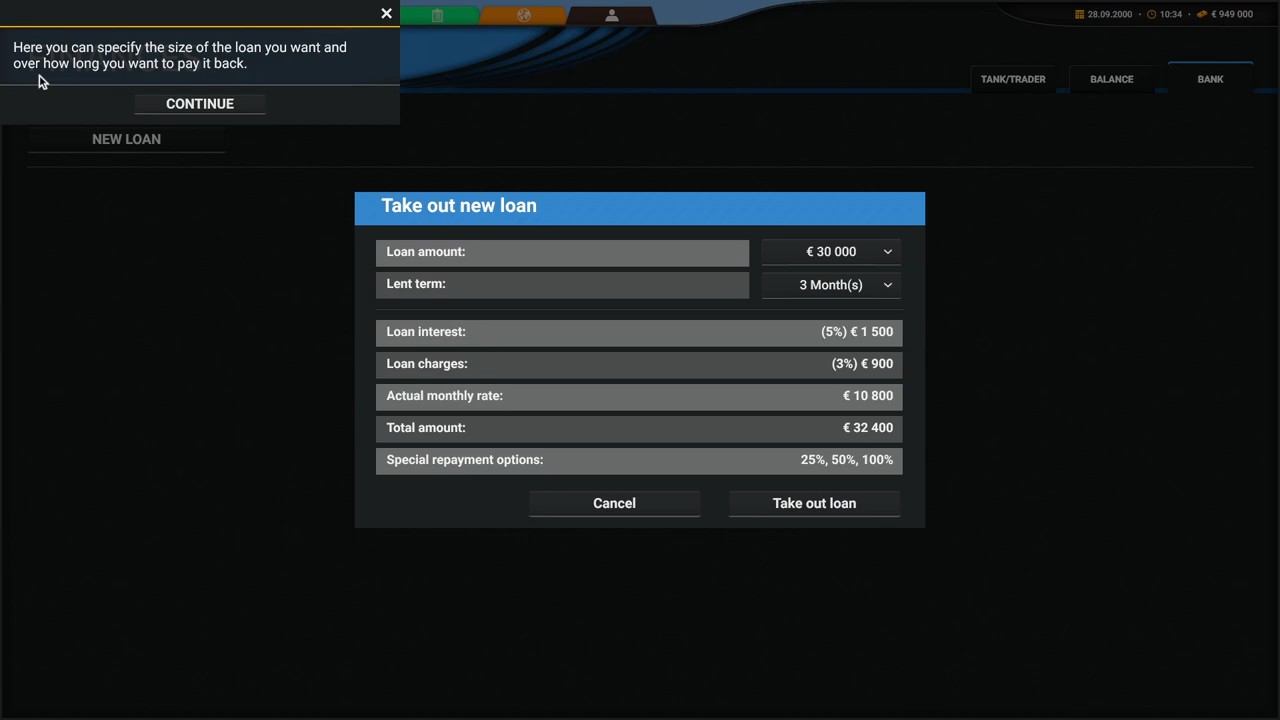 28.09.2000 • 10:34 • € 949 000
Here you can specify the size of the loan you want and
over how long you want to pay it back.
CONTINUE
TANK/TRADER
BALANCE
BANK
NEW LOAN
Take out new loan
Loan amount: € 30 000
Lent term: 3 Month(s)
Loan interest: (5%) € 1 500
Loan charges: (3%) € 900
Actual monthly rate: € 10 800
Total amount: € 32 400
Special repayment options: 25%, 50%, 100%
Cancel
Take out loan